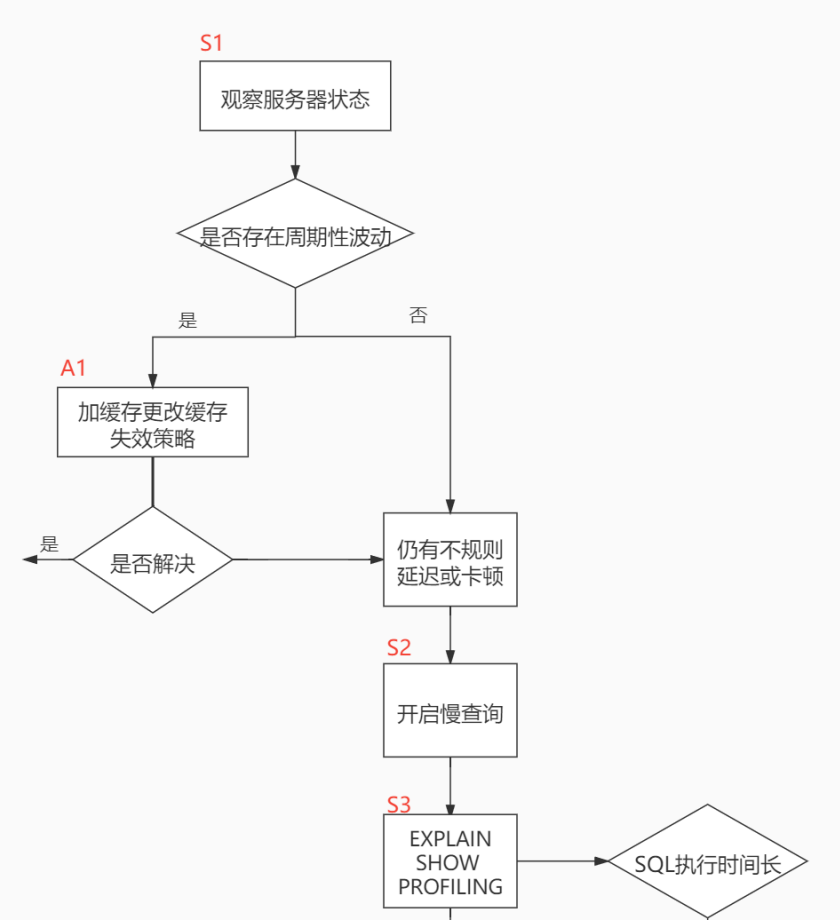 S1
观察服务器状态
是否存在周期性波动
是
否
A1
加缓存更改缓存
失效策略
是
是否解决
仍有不规则
延迟或卡顿
S2
开启慢查询
S3
EXPLAIN
SHOW
PROFILING
SQL执行时间长